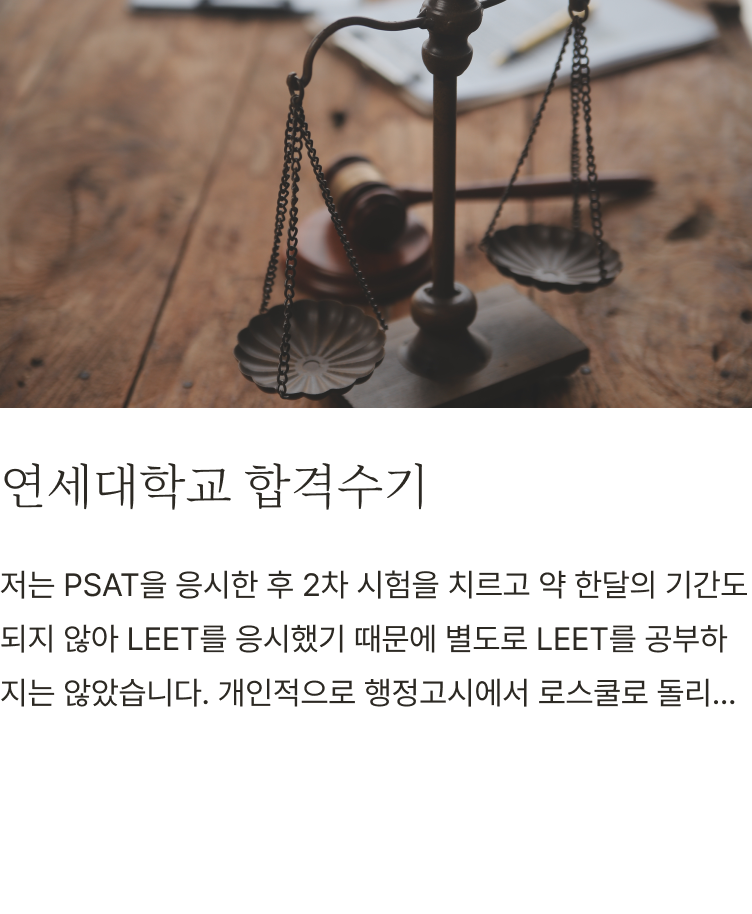 연세대학교 합격수기
저는 PSAT을 응시한 후 2차 시험을 치르고 약 한달의 기간도
되지 않아 LEET를 응시했기 때문에 별도로 LEET를 공부하
지는 않았습니다. 개인적으로 행정고시에서 로스쿨로 돌리...